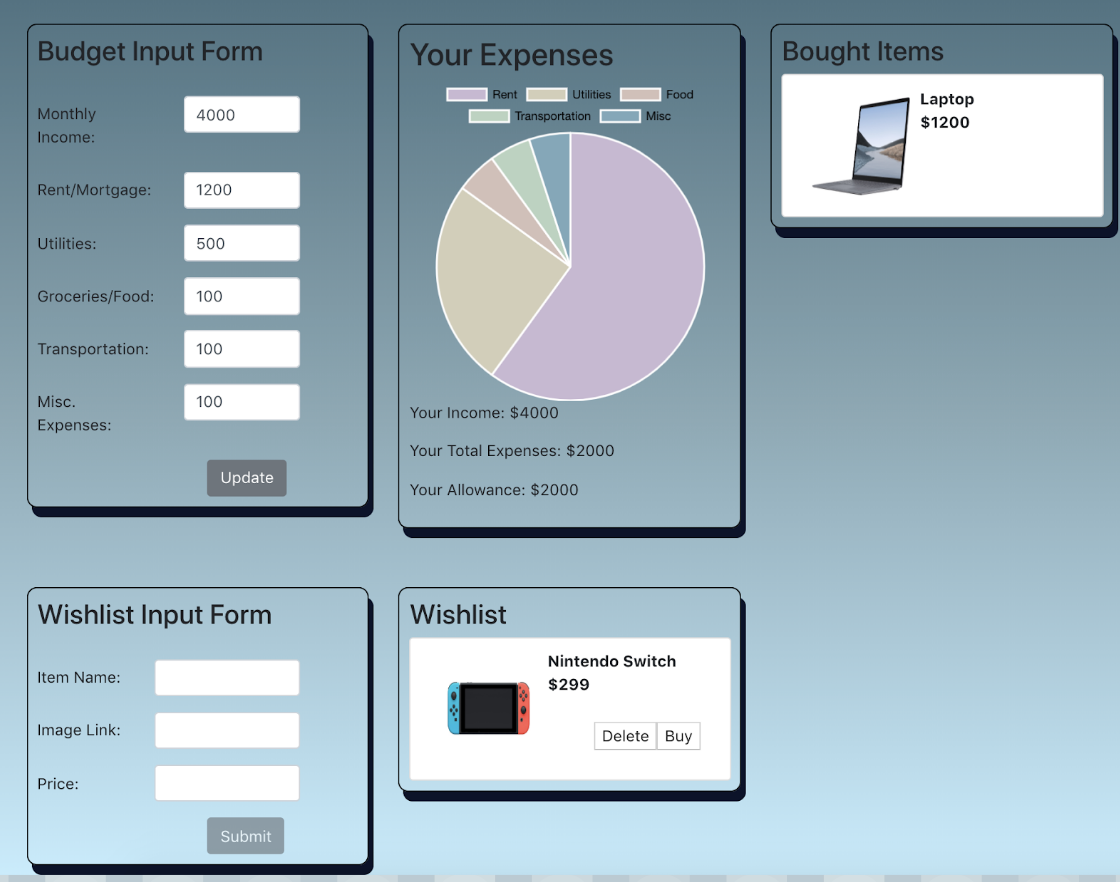 Budget Input Form
Monthly
Income:
4000
Rent/Mortgage:
1200
Utilities:
500
Groceries/Food:
100
Transportation:
100
Misc.
Expenses:
100
Update
Your Expenses
Rent Utilities Food
Transportation Misc
Your Income: $4000
Your Total Expenses: $2000
Your Allowance: $2000
Bought Items
Laptop
$1200
Wishlist Input Form
Item Name:
Image Link:
Price:
Submit
Wishlist
Nintendo Switch
$299
Delete Buy